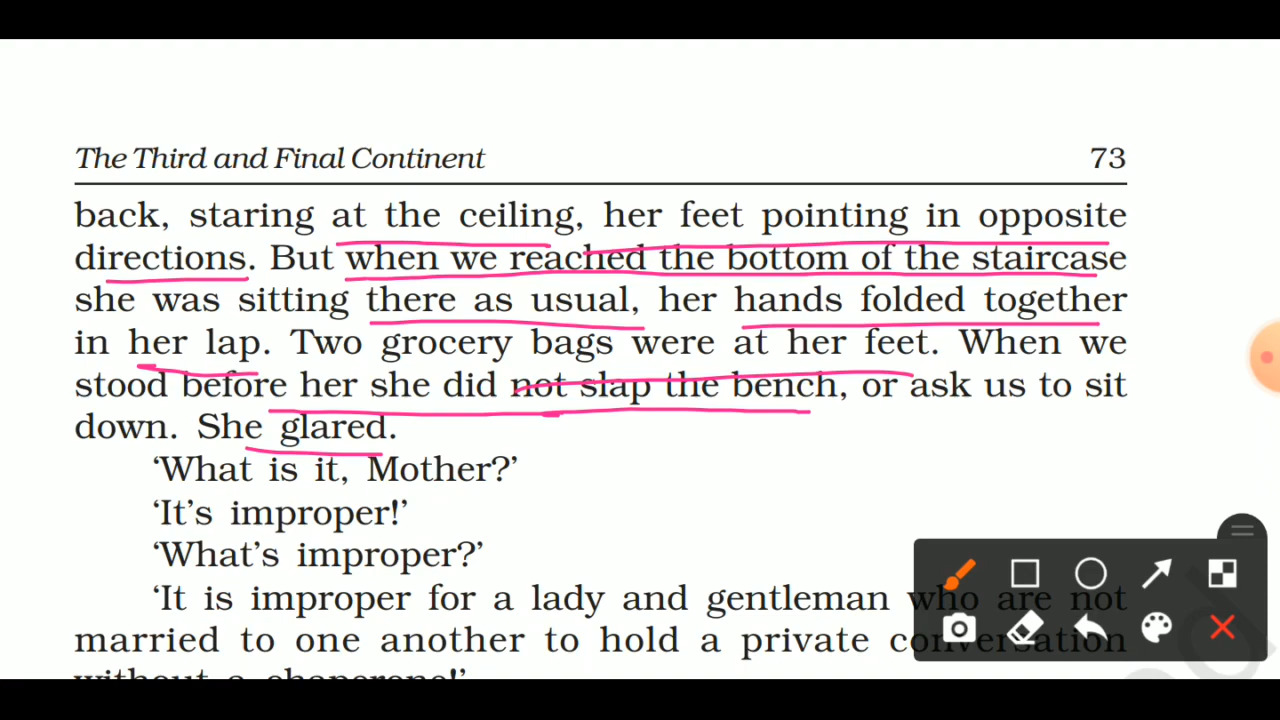 The Third and Final Continent 73
back, staring at the ceiling, her feet pointing in opposite
directions. But when we reached the bottom of the staircase
she was sitting there as usual, her hands folded together
in her lap. Two grocery bags were at her feet. When we
stood before her she did not slap the bench, or ask us to sit
down. She glared.
‘What is it, Mother?’
‘It’s improper!’
‘What’s improper?’
‘It is improper for a lady and gentleman who are not
married to one another to hold a private conversation
without a chaperone!’